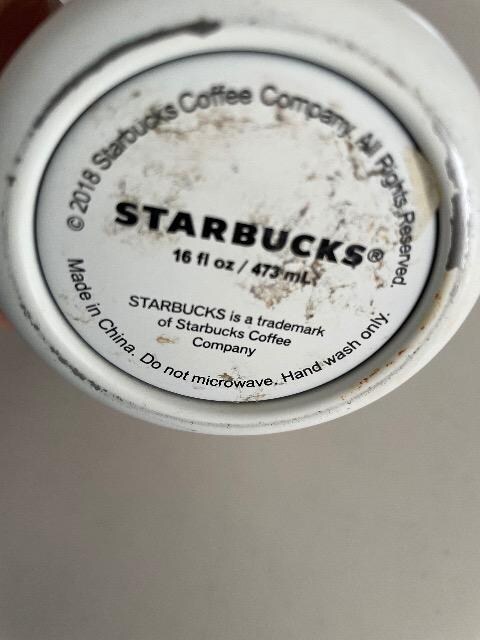 © 2018 Starbucks Coffee Company. All Rights Reserved.
STARBUCKS®
16 fl oz / 473 mL
STARBUCKS is a trademark
of Starbucks Coffee
Company
Made in China. Do not microwave. Hand wash only.